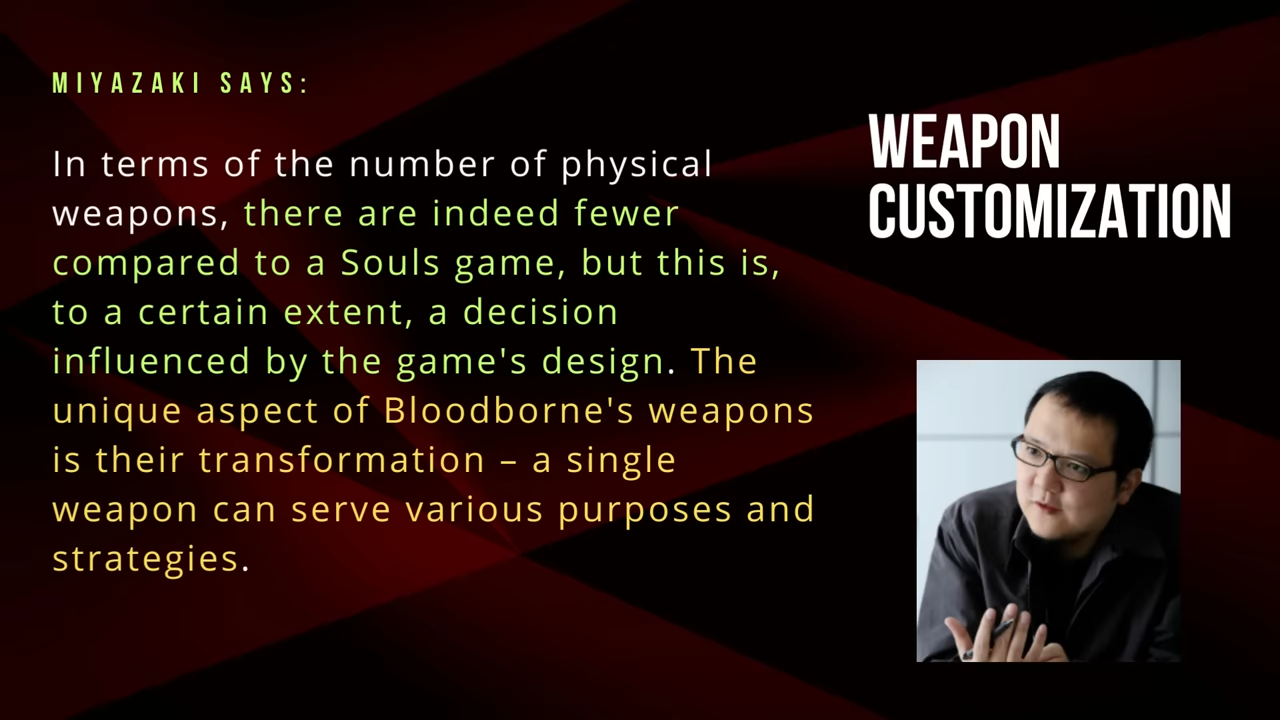 MIYAZAKI SAYS:
In terms of the number of physical
weapons, there are indeed fewer
compared to a Souls game, but this is,
to a certain extent, a decision
influenced by the game's design. The
unique aspect of Bloodborne's weapons
is their transformation – a single
weapon can serve various purposes and
strategies.
WEAPON
CUSTOMIZATION